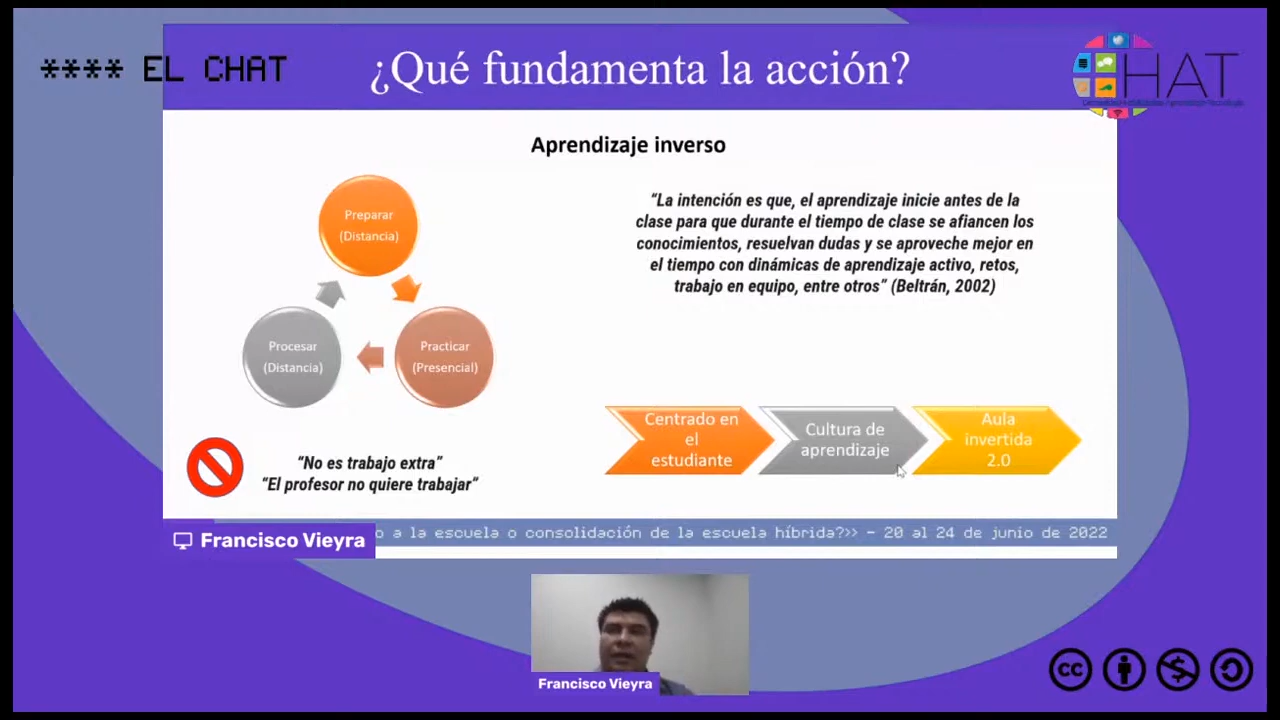 **** EL CHAT
¿Qué fundamenta la acción?
HAT
Aprendizaje inverso
Preparar
(Distancia)
Procesar
(Distancia)
Practicar
(Presencial)
“La intención es que, el aprendizaje inicie antes de la
clase para que durante el tiempo de clase se afiancen los
conocimientos, resuelvan dudas y se aproveche mejor en
el tiempo con dinámicas de aprendizaje activo, retos,
trabajo en equipo, entre otros” (Beltrán, 2002)
Centrado en
el
estudiante
Cultura de
aprendizaje
Aula
invertida
2.0
“No es trabajo extra”
“El profesor no quiere trabajar”
Francisco Vieyra
o a la escuela o consolidación de la escuela híbrida?>> – 20 al 24 de junio de 2022
Francisco Vieyra
cc